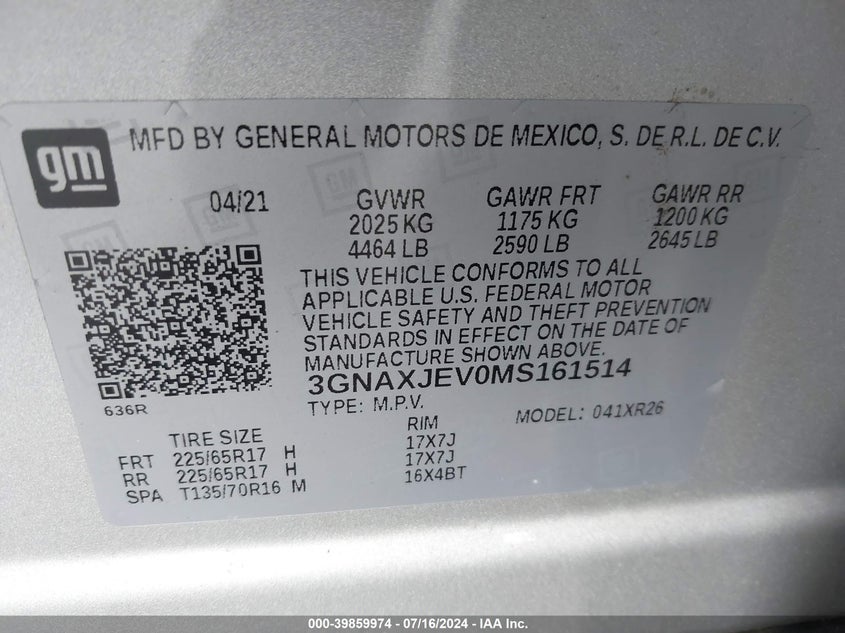 gm
MFD BY GENERAL MOTORS DE MEXICO, S. DE R.L. DE C.V.
04/21 GVWR GAWR FRT GAWR RR
2025 KG 1175 KG 1200 KG
4464 LB 2590 LB 2645 LB
THIS VEHICLE CONFORMS TO ALL
APPLICABLE U.S. FEDERAL MOTOR
VEHICLE SAFETY AND THEFT PREVENTION
STANDARDS IN EFFECT ON THE DATE OF
MANUFACTURE SHOWN ABOVE.
3GNAXJEV0MS161514
636R
TYPE: M.P.V. MODEL: 041XR26
TIRE SIZE RIM
FRT 225/65R17 H 17X7J
RR 225/65R17 H 17X7J
SPA T135/70R16 M 16X4BT
000-39859974 - 07/16/2024 - IAA Inc.